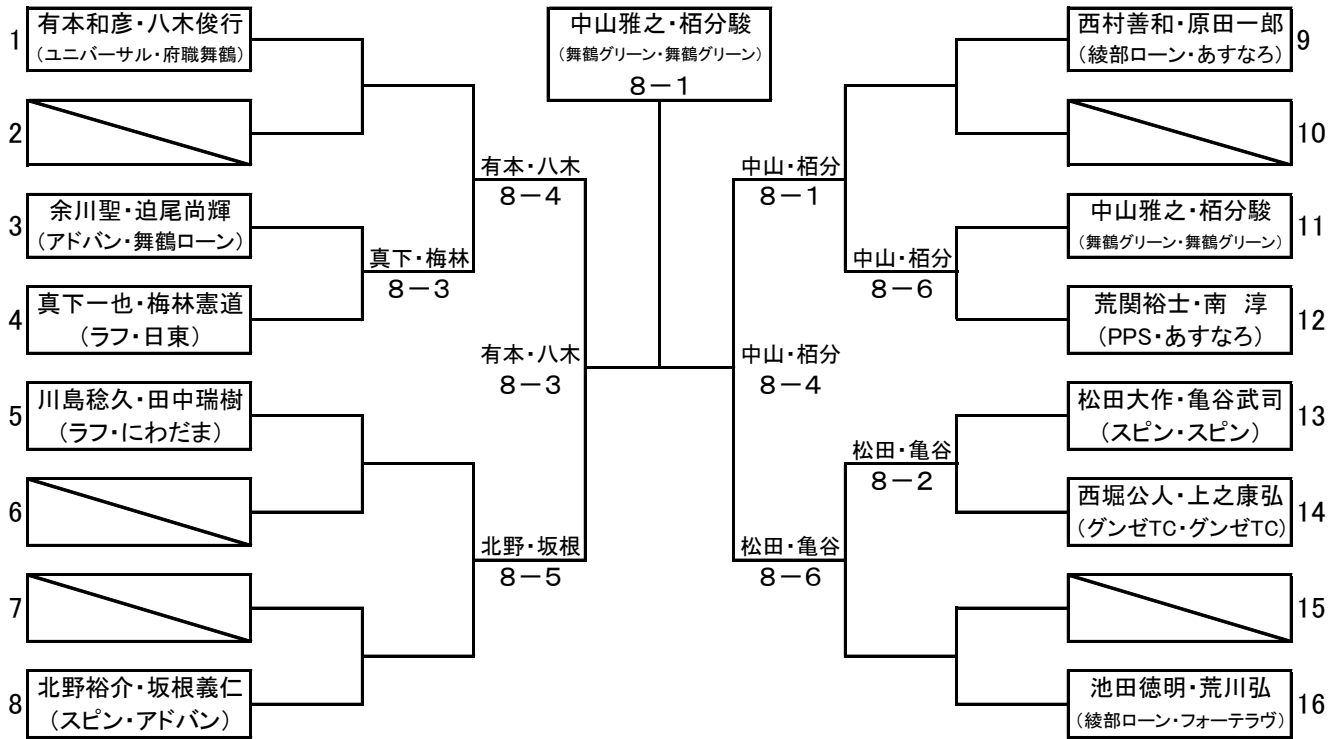 1
有本和彦・八木俊行
(ユニバーサル・府職舞鶴)
2
3
余川聖・迫尾尚輝
(アドバン・舞鶴ローン)
4
真下一也・梅林憲道
(ラフ・日東)
5
川島稔久・田中瑞樹
(ラフ・にわだま)
6
7
8
北野裕介・坂根義仁
(スピン・アドバン)
真下・梅林
8-3
有本・八木
8-4
有本・八木
8-3
北野・坂根
8-5
中山雅之・栢分駿
(舞鶴グリーン・舞鶴グリーン)
8-1
中山・栢分
8-1
中山・栢分
8-4
松田・亀谷
8-6
中山・栢分
8-6
松田・亀谷
8-2
西村善和・原田一郎
(綾部ローン・あすなろ)
9
10
中山雅之・栢分駿
(舞鶴グリーン・舞鶴グリーン)
11
荒関裕士・南 淳
(PPS・あすなろ)
12
松田大作・亀谷武司
(スピン・スピン)
13
西堀公人・上之康弘
(グンゼTC・グンゼTC)
14
15
池田徳明・荒川弘
(綾部ローン・フォーテラヴ)
16